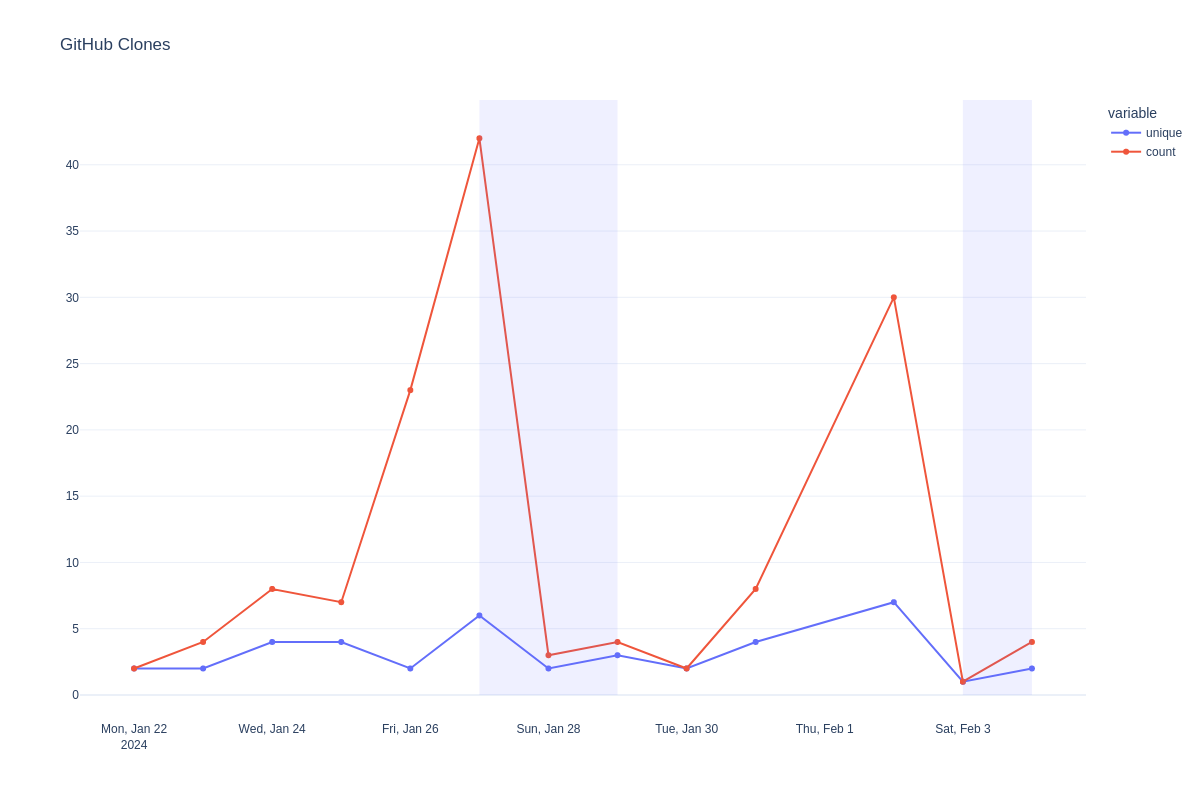 GitHub Clones
variable
unique
count
40
35
30
25
20
15
10
5
0
Mon, Jan 22
2024
Wed, Jan 24
Fri, Jan 26
Sun, Jan 28
Tue, Jan 30
Thu, Feb 1
Sat, Feb 3